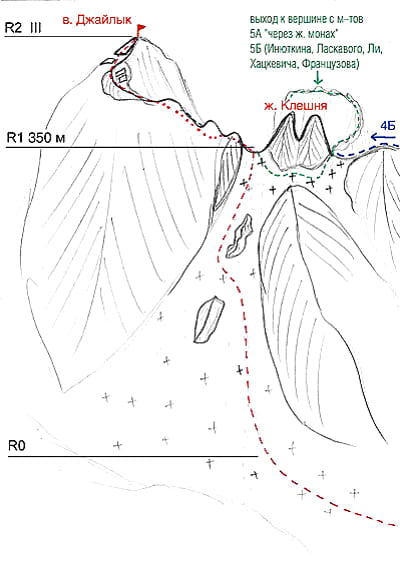 R2 III
в. Джайлык
выход к вершине с м-тов
5А "через ж. монах"
5Б (Инюткина, Ласкавого, Ли,
Хацкевича, Французова)
ж. Клешня
4Б
R1 350 м
R0